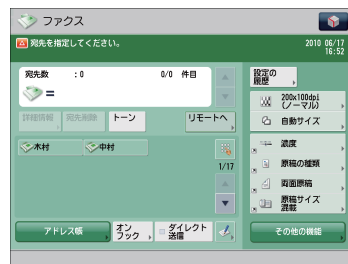 ファクス
宛先を指定してください。
2010 06/17
16:52
宛先数 : 0 0/0 件目
=
詳細情報
宛先削除
トーン
リモートへ
木村
中村
1/17
アドレス帳
オン
フック
ダイレクト
送信
設定の
履歴
200x100dpi
(ノーマル)
自動サイズ
濃度
原稿の種類
両面原稿
原稿サイズ
混載
その他の機能